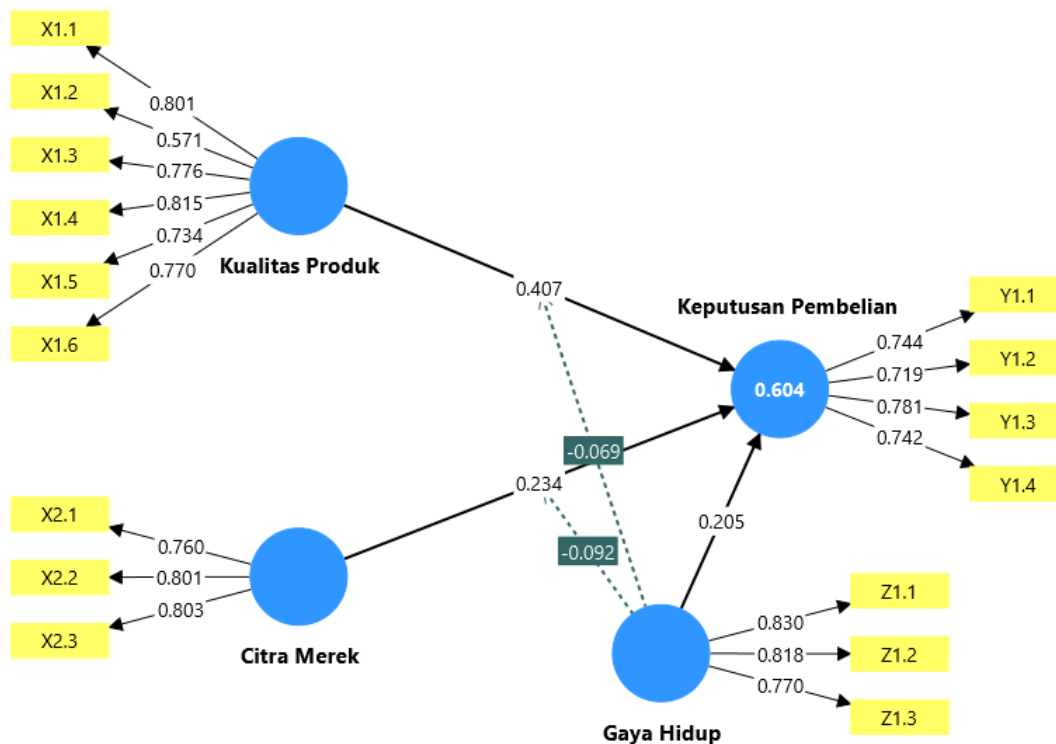 X1.1
X1.2
X1.3
X1.4
X1.5
X1.6
0.801
0.571
0.776
0.815
0.734
0.770
Kualitas Produk
0.407
Keputusan Pembelian
0.604
0.744
0.719
0.781
0.742
Y1.1
Y1.2
Y1.3
Y1.4
-0.069
0.234
-0.092
0.205
X2.1
X2.2
X2.3
0.760
0.801
0.803
Citra Merek
Gaya Hidup
0.830
0.818
0.770
Z1.1
Z1.2
Z1.3